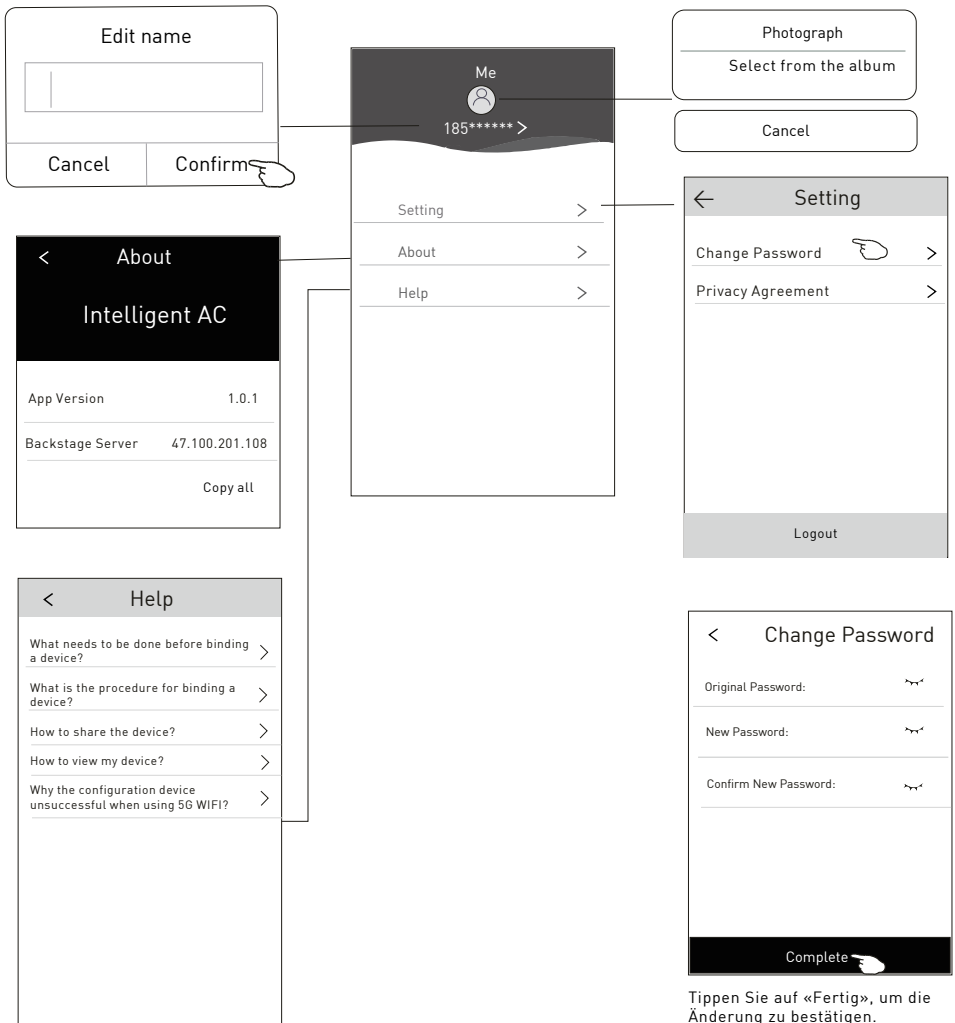 Edit name
Cancel
Confirm
Me
185******
Photograph
Select from the album
Cancel
Setting
About
Help
Setting
Change Password
Privacy Agreement
Logout
About
Intelligent AC
App Version 1.0.1
Backstage Server 47.100.201.108
Copy all
Help
What needs to be done before binding
a device?
What is the procedure for binding a
device?
How to share the device?
How to view my device?
Why the configuration device
unsuccessful when using 5G WIFI?
Change Password
Original Password:
New Password:
Confirm New Password:
Complete
Tippen Sie auf «Fertig», um die
Änderung zu bestätigen.